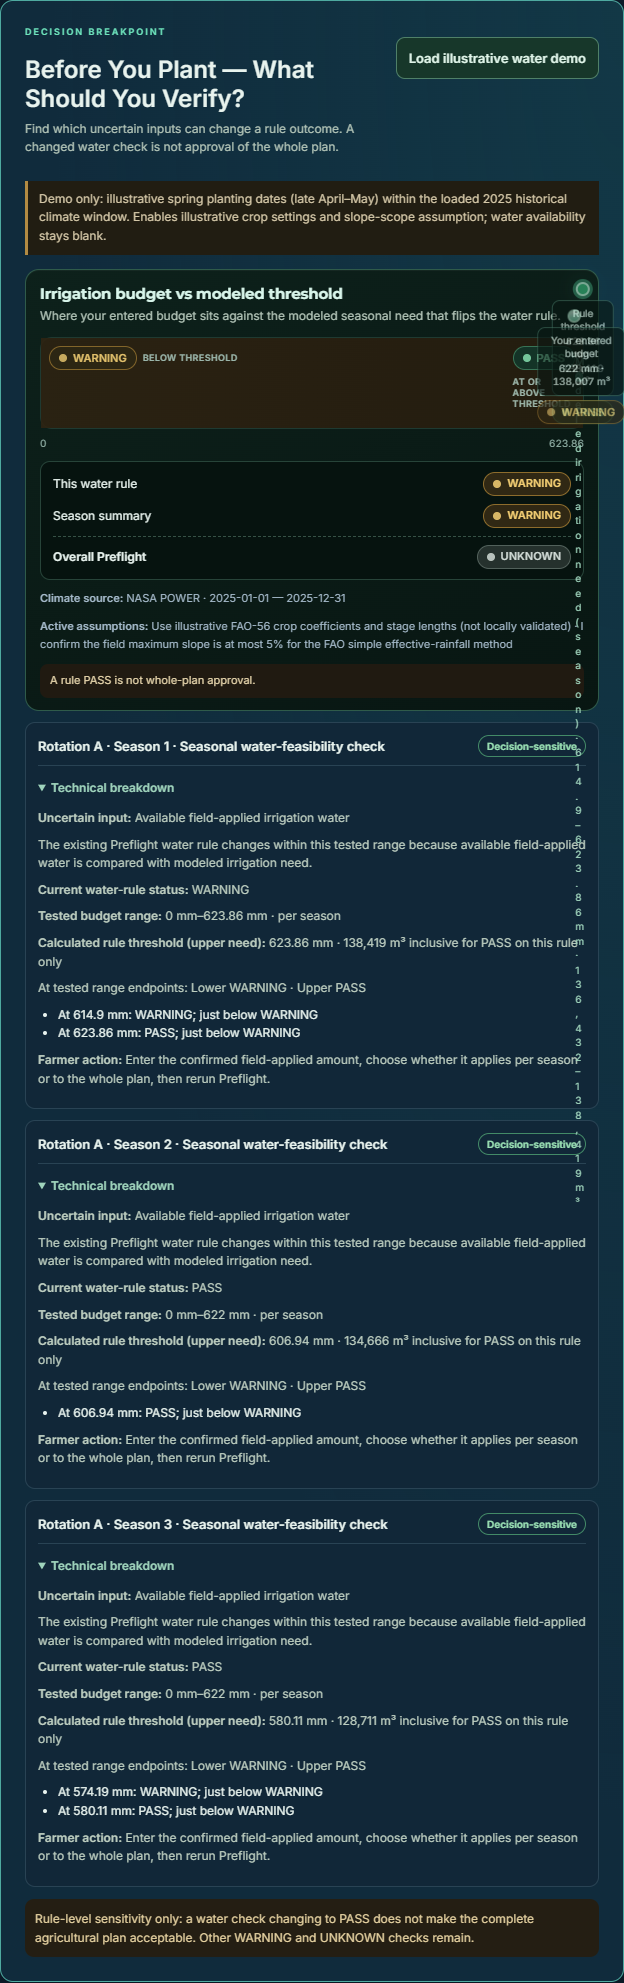 DECISION BREAKPOINT
Before You Plant — What
Should You Verify?
Load illustrative water demo
Find which uncertain inputs can change a rule outcome. A
changed water check is not approval of the whole plan.
Demo only: illustrative spring planting dates (late April–May) within the loaded 2025 historical
climate window. Enables illustrative crop settings and slope-scope assumption; water availability
stays blank.
Irrigation budget vs modeled threshold
Where your entered budget sits against the modeled seasonal need that flips the water rule.
Rule
threshold
Your entered
budget
622 mm ·
138,007 m³
WARNING
WARNING
BELOW THRESHOLD
PASS
AT OR
ABOVE
THRESHOLD
0
623.86
This water rule
WARNING
Season summary
WARNING
Overall Preflight
UNKNOWN
Climate source: NASA POWER · 2025-01-01 — 2025-12-31
Active assumptions: Use illustrative FAO-56 crop coefficients and stage lengths (not locally validated) · I
confirm the field maximum slope is at most 5% for the FAO simple effective-rainfall method
A rule PASS is not whole-plan approval.
ed irrigation need (season) · 614.9–623.86 mm · 136,432–138,419 m³
Rotation A · Season 1 · Seasonal water-feasibility check
Decision-sensitive
▼ Technical breakdown
Uncertain input: Available field-applied irrigation water
The existing Preflight water rule changes within this tested range because available field-applied
water is compared with modeled irrigation need.
Current water-rule status: WARNING
Tested budget range: 0 mm–623.86 mm · per season
Calculated rule threshold (upper need): 623.86 mm · 138,419 m³ inclusive for PASS on this rule
only
At tested range endpoints: Lower WARNING · Upper PASS
• At 614.9 mm: WARNING; just below WARNING
• At 623.86 mm: PASS; just below WARNING
Farmer action: Enter the confirmed field-applied amount, choose whether it applies per season
or to the whole plan, then rerun Preflight.
Rotation A · Season 2 · Seasonal water-feasibility check
Decision-sensitive
▼ Technical breakdown
Uncertain input: Available field-applied irrigation water
The existing Preflight water rule changes within this tested range because available field-applied
water is compared with modeled irrigation need.
Current water-rule status: PASS
Tested budget range: 0 mm–622 mm · per season
Calculated rule threshold (upper need): 606.94 mm · 134,666 m³ inclusive for PASS on this rule
only
At tested range endpoints: Lower WARNING · Upper PASS
• At 606.94 mm: PASS; just below WARNING
Farmer action: Enter the confirmed field-applied amount, choose whether it applies per season
or to the whole plan, then rerun Preflight.
Rotation A · Season 3 · Seasonal water-feasibility check
Decision-sensitive
▼ Technical breakdown
Uncertain input: Available field-applied irrigation water
The existing Preflight water rule changes within this tested range because available field-applied
water is compared with modeled irrigation need.
Current water-rule status: PASS
Tested budget range: 0 mm–622 mm · per season
Calculated rule threshold (upper need): 580.11 mm · 128,711 m³ inclusive for PASS on this rule
only
At tested range endpoints: Lower WARNING · Upper PASS
• At 574.19 mm: WARNING; just below WARNING
• At 580.11 mm: PASS; just below WARNING
Farmer action: Enter the confirmed field-applied amount, choose whether it applies per season
or to the whole plan, then rerun Preflight.
Rule-level sensitivity only: a water check changing to PASS does not make the complete
agricultural plan acceptable. Other WARNING and UNKNOWN checks remain.